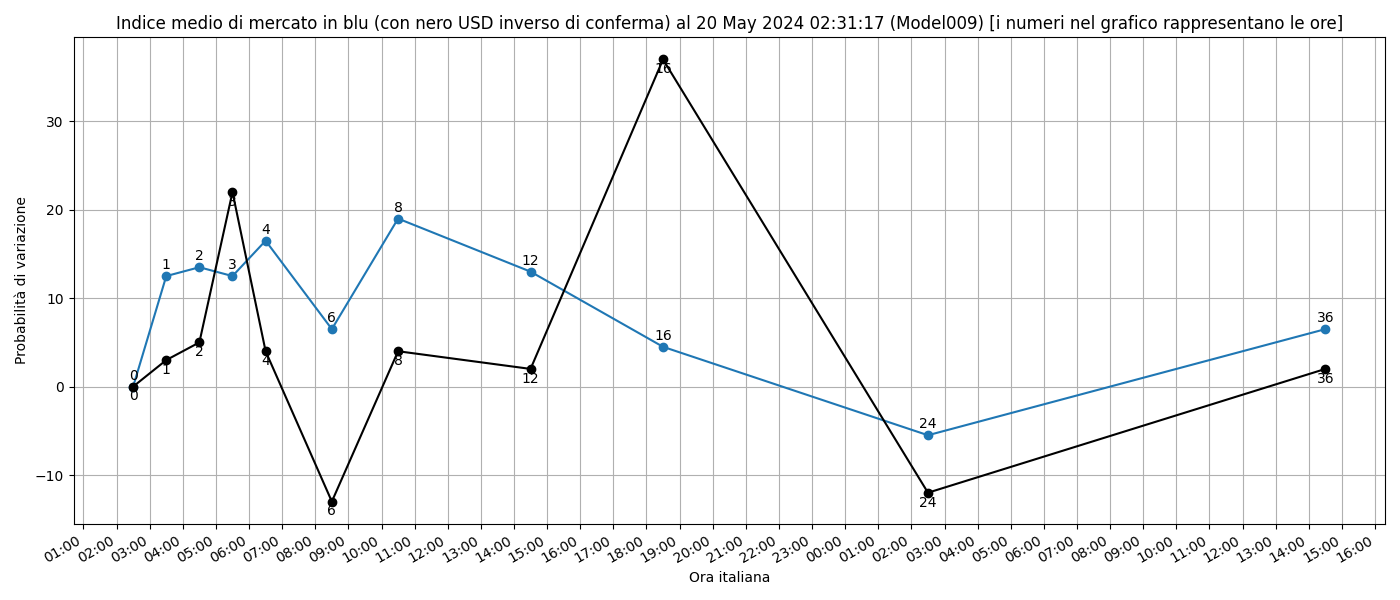 Indice medio di mercato in blu (con nero USD inverso di conferma) al 20 May 2024 02:31:17 (Model009) [i numeri nel grafico rappresentano le ore]
Probabilità di variazione
30
20
10
0
−10
0 1 2 3 4 6 8 12 16 24 36
0 1 2 3 4 6 8 12 16 24 36
01:00 02:00 03:00 04:00 05:00 06:00 07:00 08:00 09:00 10:00 11:00 12:00 13:00 14:00 15:00 16:00 17:00 18:00 19:00 20:00 21:00 22:00 23:00 00:00 01:00 02:00 03:00 04:00 05:00 06:00 07:00 08:00 09:00 10:00 11:00 12:00 13:00 14:00 15:00 16:00
Ora italiana